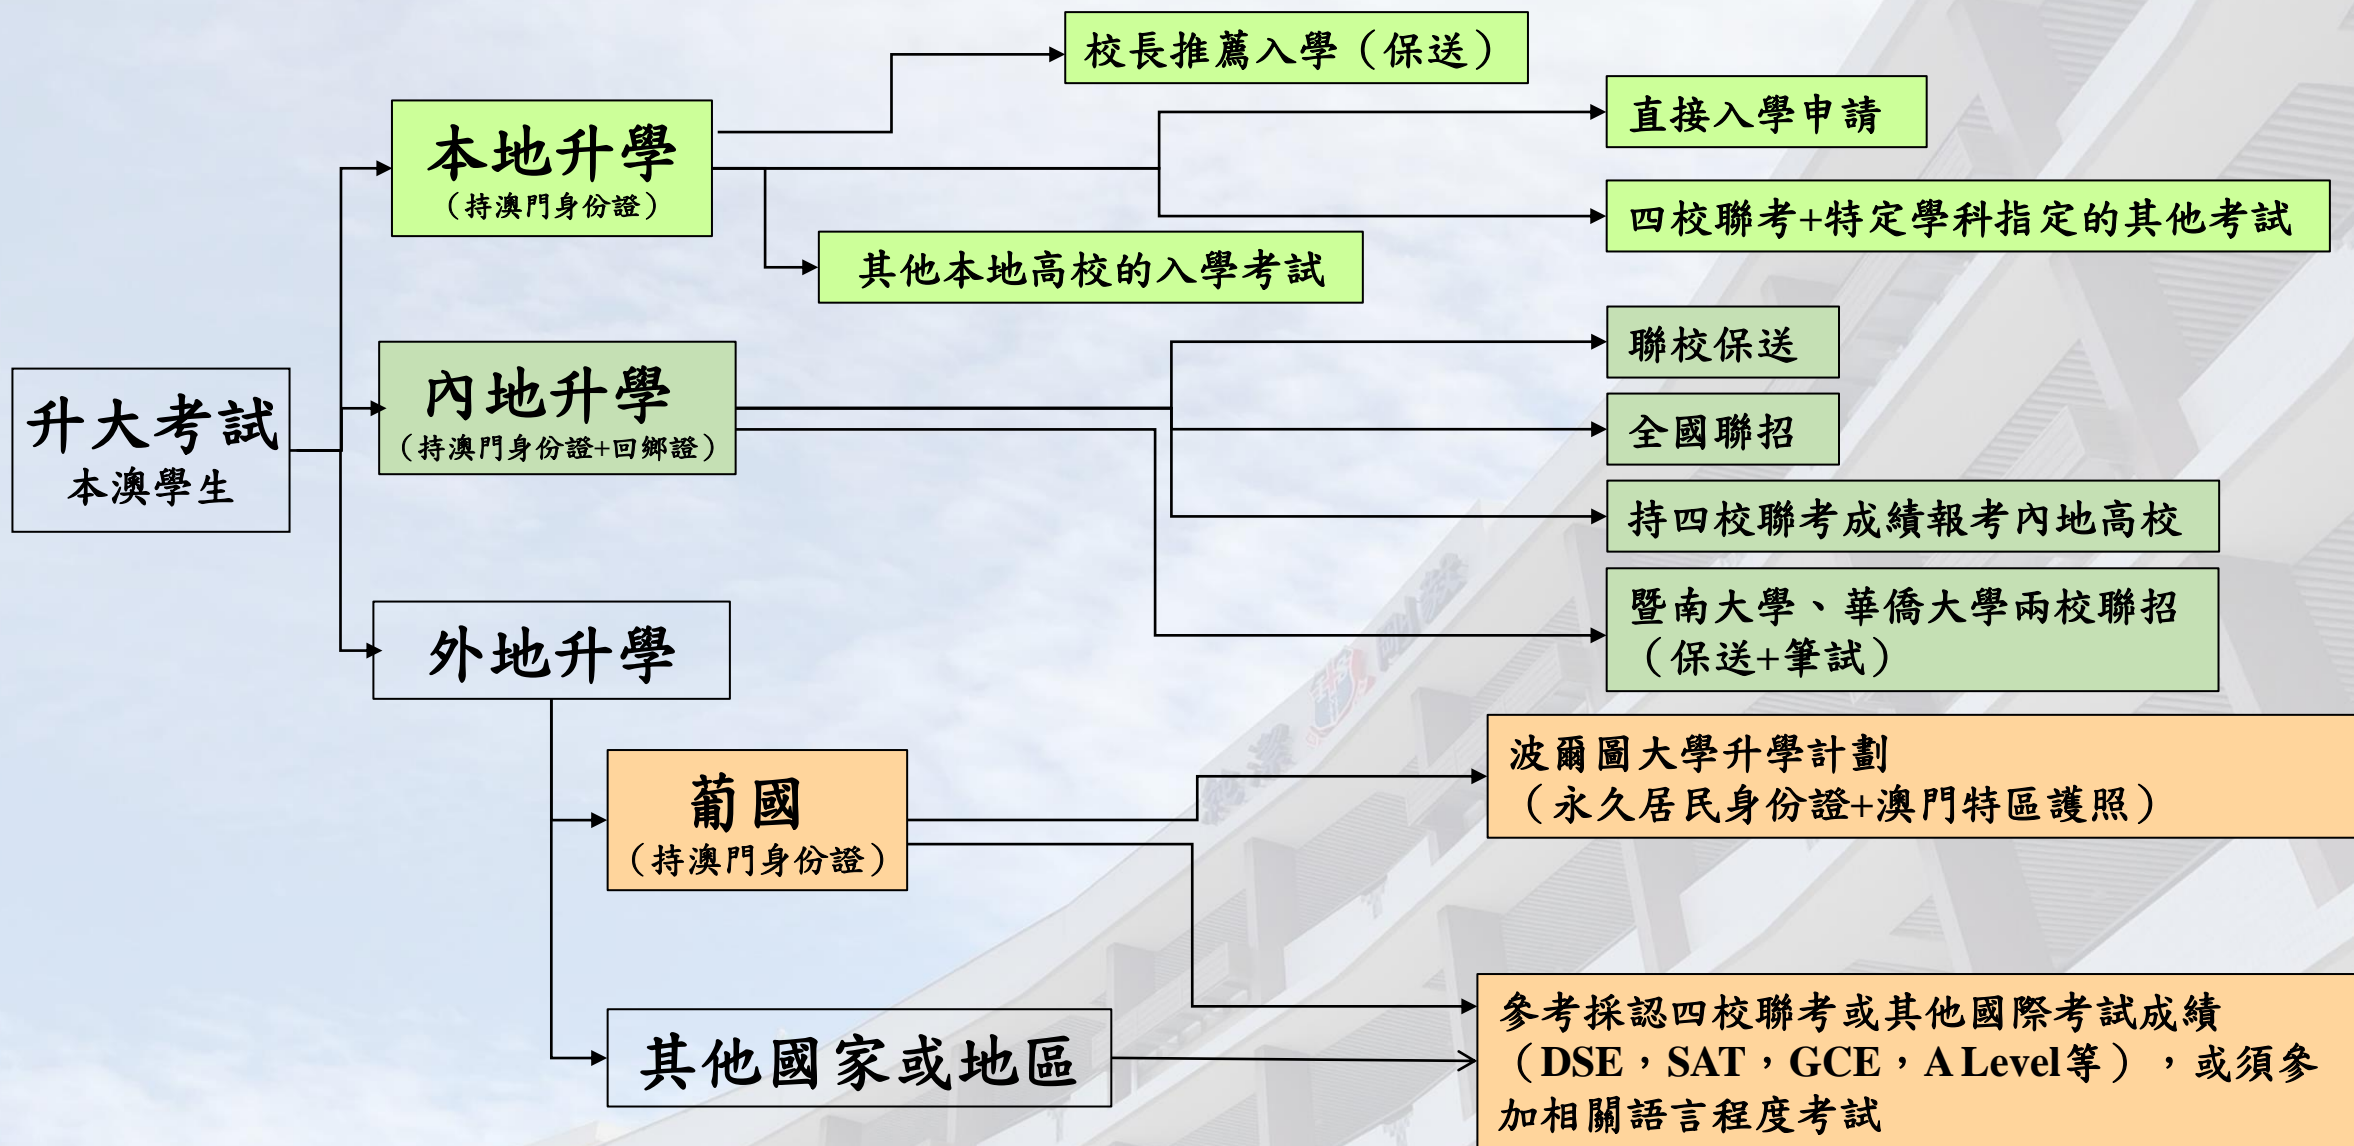 校長推薦入學（保送）
直接入學申請
本地升學
（持澳門身份證）
四校聯考+特定學科指定的其他考試
其他本地高校的入學考試
聯校保送
內地升學
（持澳門身份證+回鄉證）
全國聯招
升大考試
本澳學生
持四校聯考成績報考內地高校
暨南大學、華僑大學兩校聯招
（保送+筆試）
外地升學
波爾圖大學升學計劃
（永久居民身份證+澳門特區護照）
葡國
（持澳門身份證）
參考採認四校聯考或其他國際考試成績
（DSE，SAT，GCE，A Level等），或須參
加相關語言程度考試
其他國家或地區